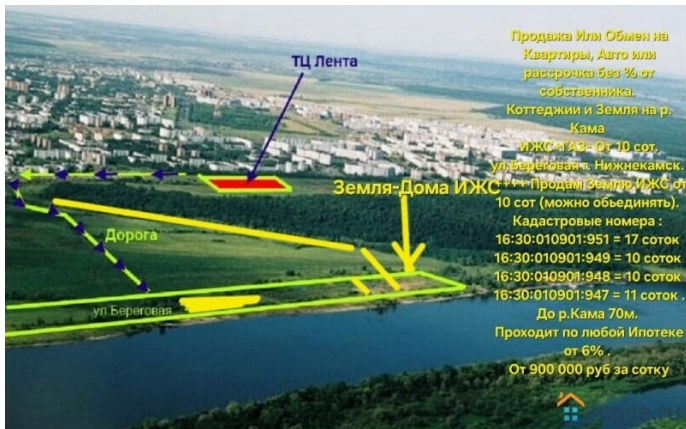 ТЦ Лента
Земля-Дома ИЖС
Дорога
ул.Береговая
Продажа Или Обмен на
Квартиры, Авто или
рассрочка без % от
собственника.
Коттеджии и Земля на р.
Кама
ИЖС+ГАЗ- От 10 сот.
ул.Береговая г. Нижнекамск.
++++ Продам Землю ИЖС от
10 сот (можно объединять).
Кадастровые номера :
16:30:010901:951 = 17 соток
16:30:010901:949 = 10 соток
16:30:010901:948 = 10 соток
16:30:010901:947 = 11 соток .
До р.Кама 70м.
Проходит по любой Ипотеке
от 6% .
От 900 000 руб за сотку